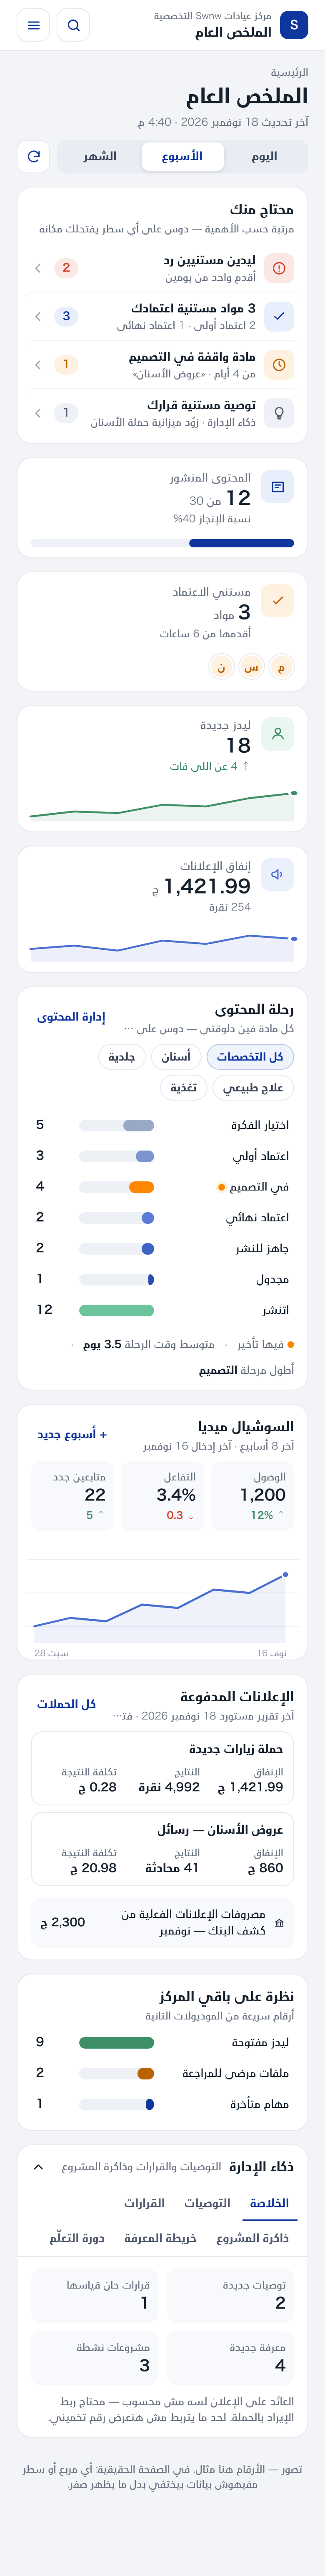 S
مركز عيادات Swnw التخصصية
الملخص العام
الرئيسية
الملخص العام
آخر تحديث 18 نوفمبر 2026 · 4:40 م
اليوم
الأسبوع
الشهر
محتاج منك
مرتبة حسب الأهمية — دوس على أي سطر يفتحلك مكانه
ليدين مستنيين رد
أقدم واحد من يومين
2
3 مواد مستنية اعتمادك
2 اعتماد أولي · 1 اعتماد نهائي
3
مادة واقفة في التصميم
من 4 أيام · «عروض الأسنان»
1
توصية مستنية قرارك
ذكاء الإدارة · زوّد ميزانية حملة الأسنان
1
المحتوى المنشور
12 من 30
نسبة الإنجاز 40%
مستني الاعتماد
3 مواد
أقدمها من 6 ساعات
م
س
ن
ليدز جديدة
18
↑ 4 عن اللي فات
إنفاق الإعلانات
1,421.99 ج
254 نقرة
رحلة المحتوى
إدارة المحتوى
كل مادة فين دلوقتي — دوس على ...
كل التخصصات
أسنان
جلدية
علاج طبيعي
تغذية
اختيار الفكرة
5
اعتماد أولي
3
في التصميم
4
اعتماد نهائي
2
جاهز للنشر
2
مجدول
1
اتنشر
12
فيها تأخير · متوسط وقت الرحلة 3.5 يوم ·
أطول مرحلة التصميم
السوشيال ميديا
+ أسبوع جديد
آخر 8 أسابيع · آخر إدخال 16 نوفمبر
الوصول
1,200
↑ 12%
التفاعل
3.4%
↓ 0.3
متابعين جدد
22
↑ 5
نوف 16
سبت 28
الإعلانات المدفوعة
كل الحملات
آخر تقرير مستورد 18 نوفمبر 2026 · فت...
حملة زيارات جديدة
الإنفاق
النتايج
تكلفة النتيجة
1,421.99 ج
4,992 نقرة
0.28 ج
عروض الأسنان — رسائل
الإنفاق
النتايج
تكلفة النتيجة
860 ج
41 محادثة
20.98 ج
مصروفات الإعلانات الفعلية من
كشف البنك — نوفمبر
2,300 ج
نظرة على باقي المركز
أرقام سريعة من الموديولات التانية
ليدز مفتوحة
9
ملفات مرضى للمراجعة
2
مهام متأخرة
1
ذكاء الإدارة
التوصيات والقرارات وذاكرة المشروع
الخلاصة
التوصيات
القرارات
ذاكرة المشروع
خريطة المعرفة
دورة التعلّم
توصيات جديدة
2
قرارات حان قياسها
1
معرفة جديدة
4
مشروعات نشطة
3
العائد على الإعلان لسه مش محسوب — محتاج ربط
الإيراد بالحملة. لحد ما يتربط مش هنعرض رقم تخميني.
تصور — الأرقام هنا مثال. في الصفحة الحقيقية: أي مربع أو سطر
مفيهوش بيانات بيختفي بدل ما يظهر صفر.